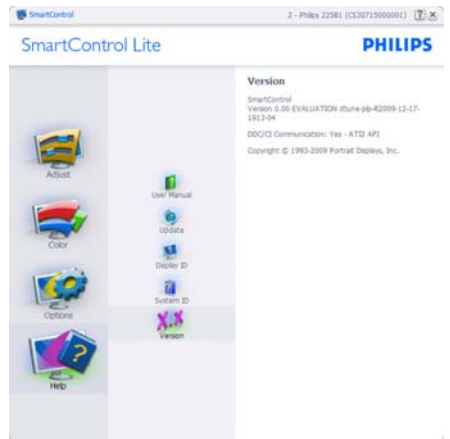 SmartControl
2 - Philips 225B1 (CS30715000001)
SmartControl Lite
PHILIPS
Adjust
Color
Options
Help
User Manual
Update
Display ID
System ID
Version
Version
SmartControl
Version 0.00 EVALUATION dtune-plp-R2009-12-17-
1913-04
DDC/CI Communication: Yes - ATI2 API
Copyright © 1993-2009 Portrait Displays, Inc.